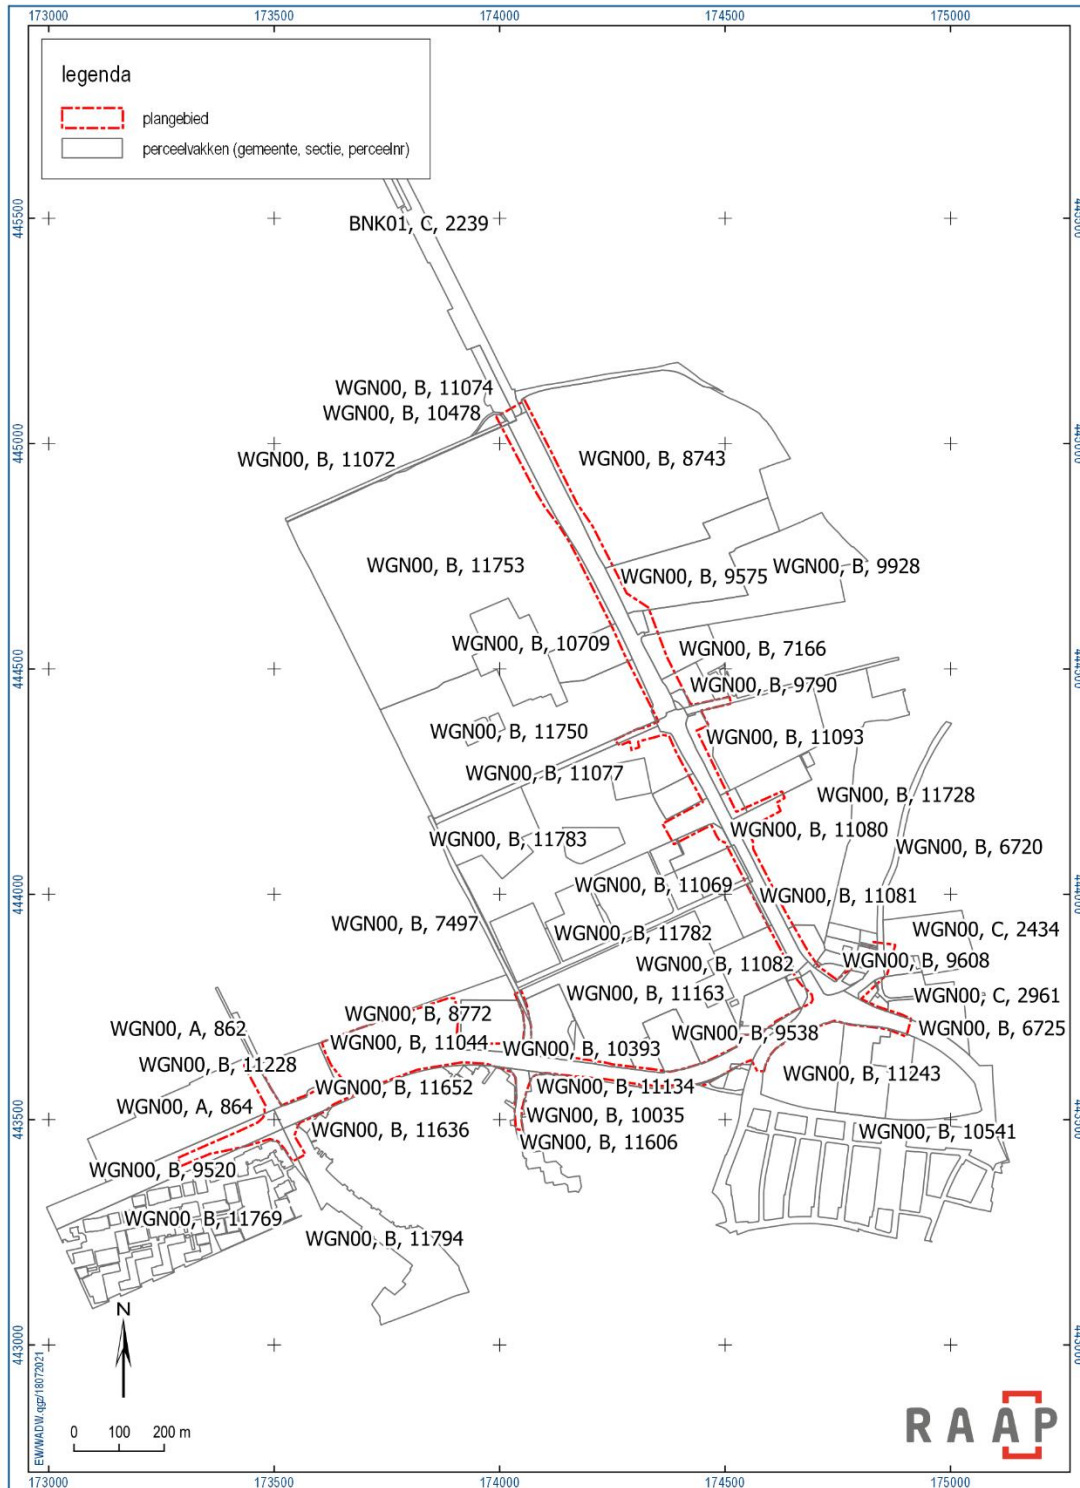 173000 173500 174000 174500 175000
legenda
plangebied
perceelvakken (gemeente, sectie, perceelnr)
445500
BNK01, C, 2239
WGN00, B, 11074
WGN00, B, 10478
445000
WGN00, B, 11072
WGN00, B, 8743
WGN00, B, 11753
WGN00, B, 9575
WGN00, B, 9928
WGN00, B, 10709
WGN00, B, 7166
444500
WGN00, B, 9790
WGN00, B, 11750
WGN00, B, 11093
WGN00, B, 11077
WGN00, B, 11728
WGN00, B, 11783
WGN00, B, 11080
WGN00, B, 6720
WGN00, B, 11069
444000
WGN00, B, 11081
WGN00, B, 7497
WGN00, B, 11782
WGN00, C, 2434
WGN00, B, 11082
WGN00, B, 9608
WGN00, B, 11163
WGN00, C, 2961
WGN00, B, 8772
WGN00, A, 862
WGN00, B, 9538
WGN00, B, 6725
WGN00, B, 11044
WGN00, B, 10393
WGN00, B, 11228
WGN00, B, 11652
WGN00, B, 11134
WGN00, B, 11243
WGN00, A, 864
443500
WGN00, B, 10035
WGN00, B, 11636
WGN00, B, 10541
WGN00, B, 11606
WGN00, B, 9520
WGN00, B, 11769
WGN00, B, 11794
N
443000
EW/WADW.qgz/18072021
0 100 200 m
RAAP
173000 173500 174000 174500 175000